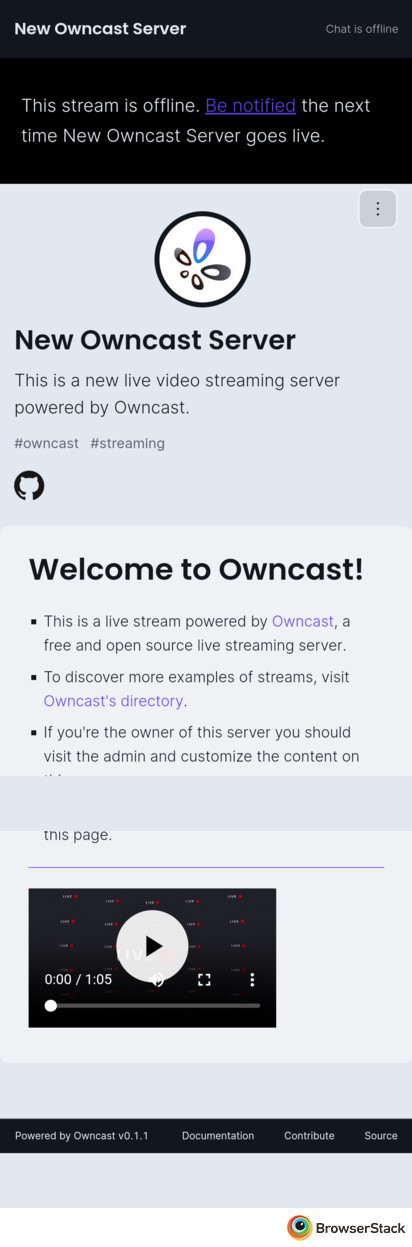 New Owncast Server
Chat is offline
This stream is offline. Be notified the next
time New Owncast Server goes live.
New Owncast Server
This is a new live video streaming server
powered by Owncast.
#owncast #streaming
Welcome to Owncast!
This is a live stream powered by Owncast, a
free and open source live streaming server.
To discover more examples of streams, visit
Owncast's directory.
If you're the owner of this server you should
visit the admin and customize the content on
this page.
LIVE
0:00 / 1:05
Powered by Owncast v0.1.1
Documentation
Contribute
Source
BrowserStack